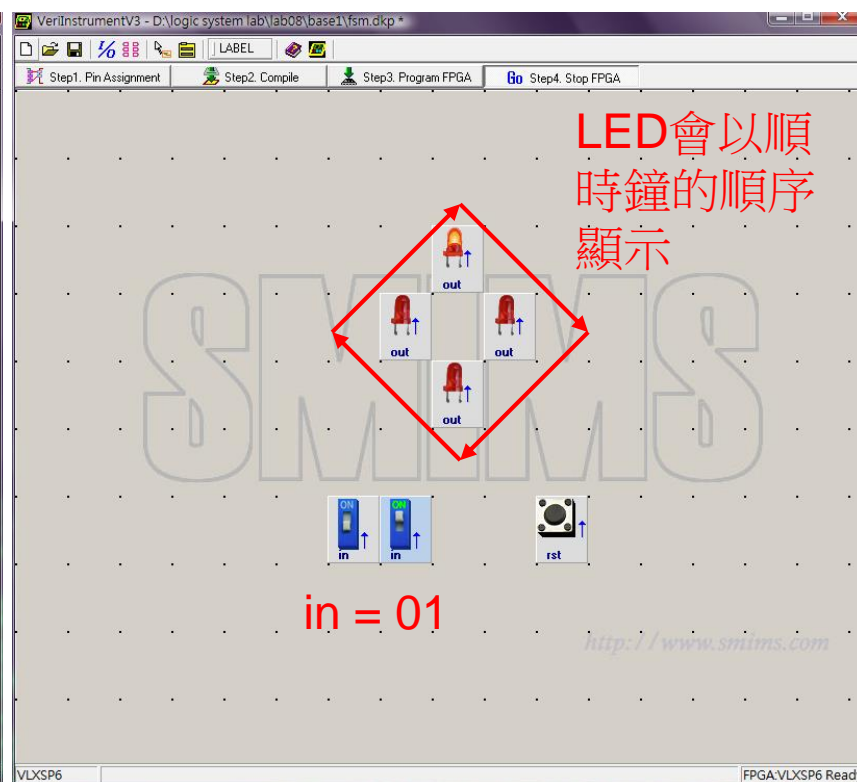 VeriInstrumentV3 - D:\logic system lab\lab08\base1\fsm.dkp *
I/O LABEL
Step1. Pin Assignment Step2. Compile Step3. Program FPGA Go Step4. Stop FPGA
LED會以順
時鐘的順序
顯示
out
out out
out
SMIMS
ON ON
in in rst
in = 01
http://www.smims.com
VLXSP6 FPGA:VLXSP6 Read